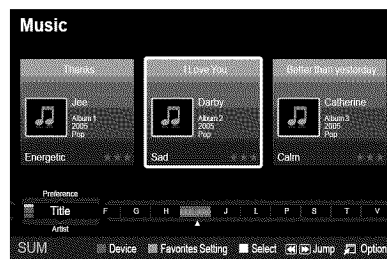 Music
Thanks
I Love You
Better than yesterday
Jee
Album 1
2005
Pop
Energetic
Darby
Album 2
2005
Pop
Sad
Catherine
Album 3
2005
Pop
Calm
Preference
Title
Artist
F G H J L P S T V
SUM Device Favorites Setting Select Jump Option